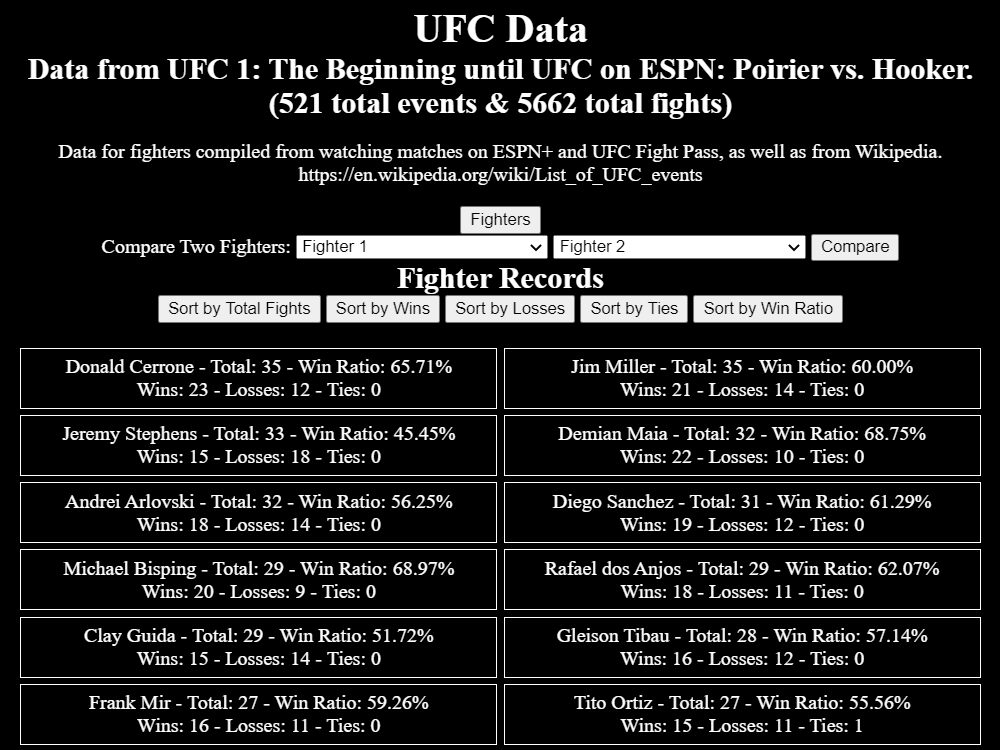 UFC Data
Data from UFC 1: The Beginning until UFC on ESPN: Poirier vs. Hooker.
(521 total events & 5662 total fights)
Data for fighters compiled from watching matches on ESPN+ and UFC Fight Pass, as well as from Wikipedia.
https://en.wikipedia.org/wiki/List_of_UFC_events
Fighters
Compare Two Fighters: Fighter 1 Fighter 2 Compare
Fighter Records
Sort by Total Fights Sort by Wins Sort by Losses Sort by Ties Sort by Win Ratio
Donald Cerrone - Total: 35 - Win Ratio: 65.71%
Wins: 23 - Losses: 12 - Ties: 0
Jim Miller - Total: 35 - Win Ratio: 60.00%
Wins: 21 - Losses: 14 - Ties: 0
Jeremy Stephens - Total: 33 - Win Ratio: 45.45%
Wins: 15 - Losses: 18 - Ties: 0
Demian Maia - Total: 32 - Win Ratio: 68.75%
Wins: 22 - Losses: 10 - Ties: 0
Andrei Arlovski - Total: 32 - Win Ratio: 56.25%
Wins: 18 - Losses: 14 - Ties: 0
Diego Sanchez - Total: 31 - Win Ratio: 61.29%
Wins: 19 - Losses: 12 - Ties: 0
Michael Bisping - Total: 29 - Win Ratio: 68.97%
Wins: 20 - Losses: 9 - Ties: 0
Rafael dos Anjos - Total: 29 - Win Ratio: 62.07%
Wins: 18 - Losses: 11 - Ties: 0
Clay Guida - Total: 29 - Win Ratio: 51.72%
Wins: 15 - Losses: 14 - Ties: 0
Gleison Tibau - Total: 28 - Win Ratio: 57.14%
Wins: 16 - Losses: 12 - Ties: 0
Frank Mir - Total: 27 - Win Ratio: 59.26%
Wins: 16 - Losses: 11 - Ties: 0
Tito Ortiz - Total: 27 - Win Ratio: 55.56%
Wins: 15 - Losses: 11 - Ties: 1